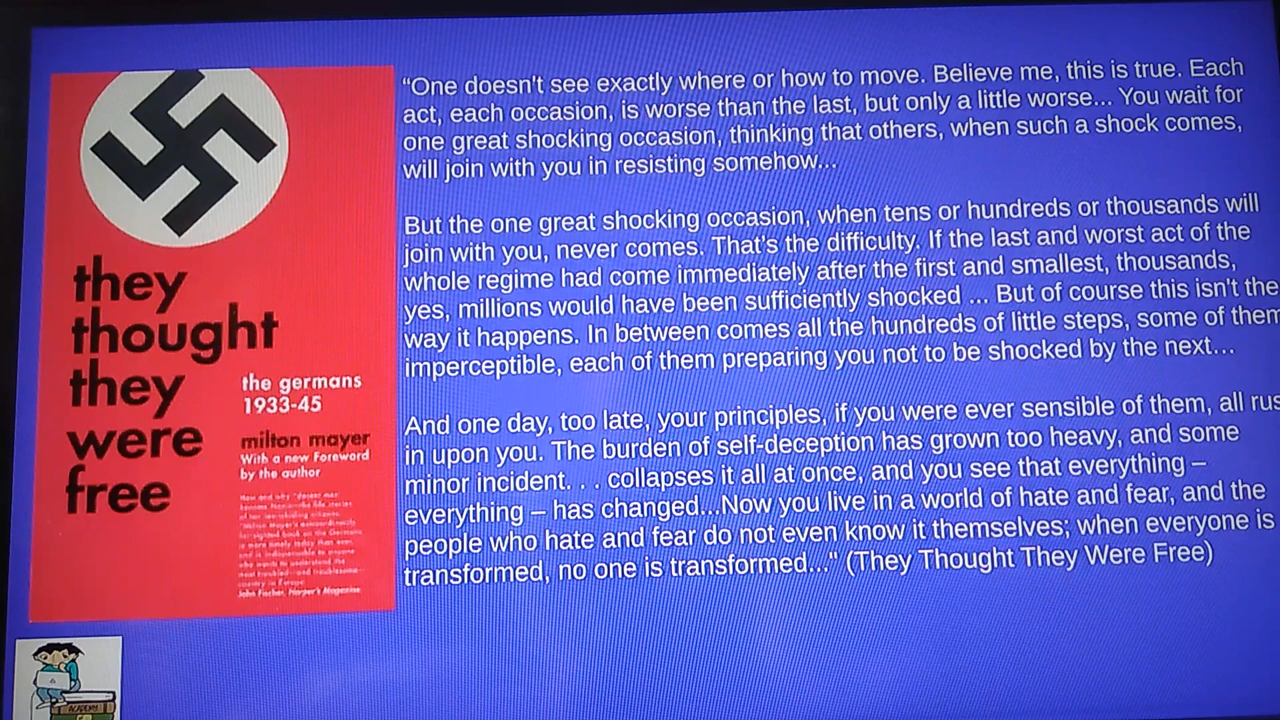 they
thought
they
were
free
the germans
1933-45
milton mayer
With a new Foreword
by the author
John Fischer, Harper's Magazine
“One doesn't see exactly where or how to move. Believe me, this is true. Each
act, each occasion, is worse than the last, but only a little worse... You wait for
one great shocking occasion, thinking that others, when such a shock comes,
will join with you in resisting somehow...
But the one great shocking occasion, when tens or hundreds or thousands will
join with you, never comes. That's the difficulty. If the last and worst act of the
whole regime had come immediately after the first and smallest, thousands,
yes, millions would have been sufficiently shocked ... But of course this isn't the
way it happens. In between comes all the hundreds of little steps, some of them
imperceptible, each of them preparing you not to be shocked by the next...
And one day, too late, your principles, if you were ever sensible of them, all rus
in upon you. The burden of self-deception has grown too heavy, and some
minor incident. . . collapses it all at once, and you see that everything –
everything – has changed...Now you live in a world of hate and fear, and the
people who hate and fear do not even know it themselves; when everyone is
transformed, no one is transformed..." (They Thought They Were Free)
ACADEMY